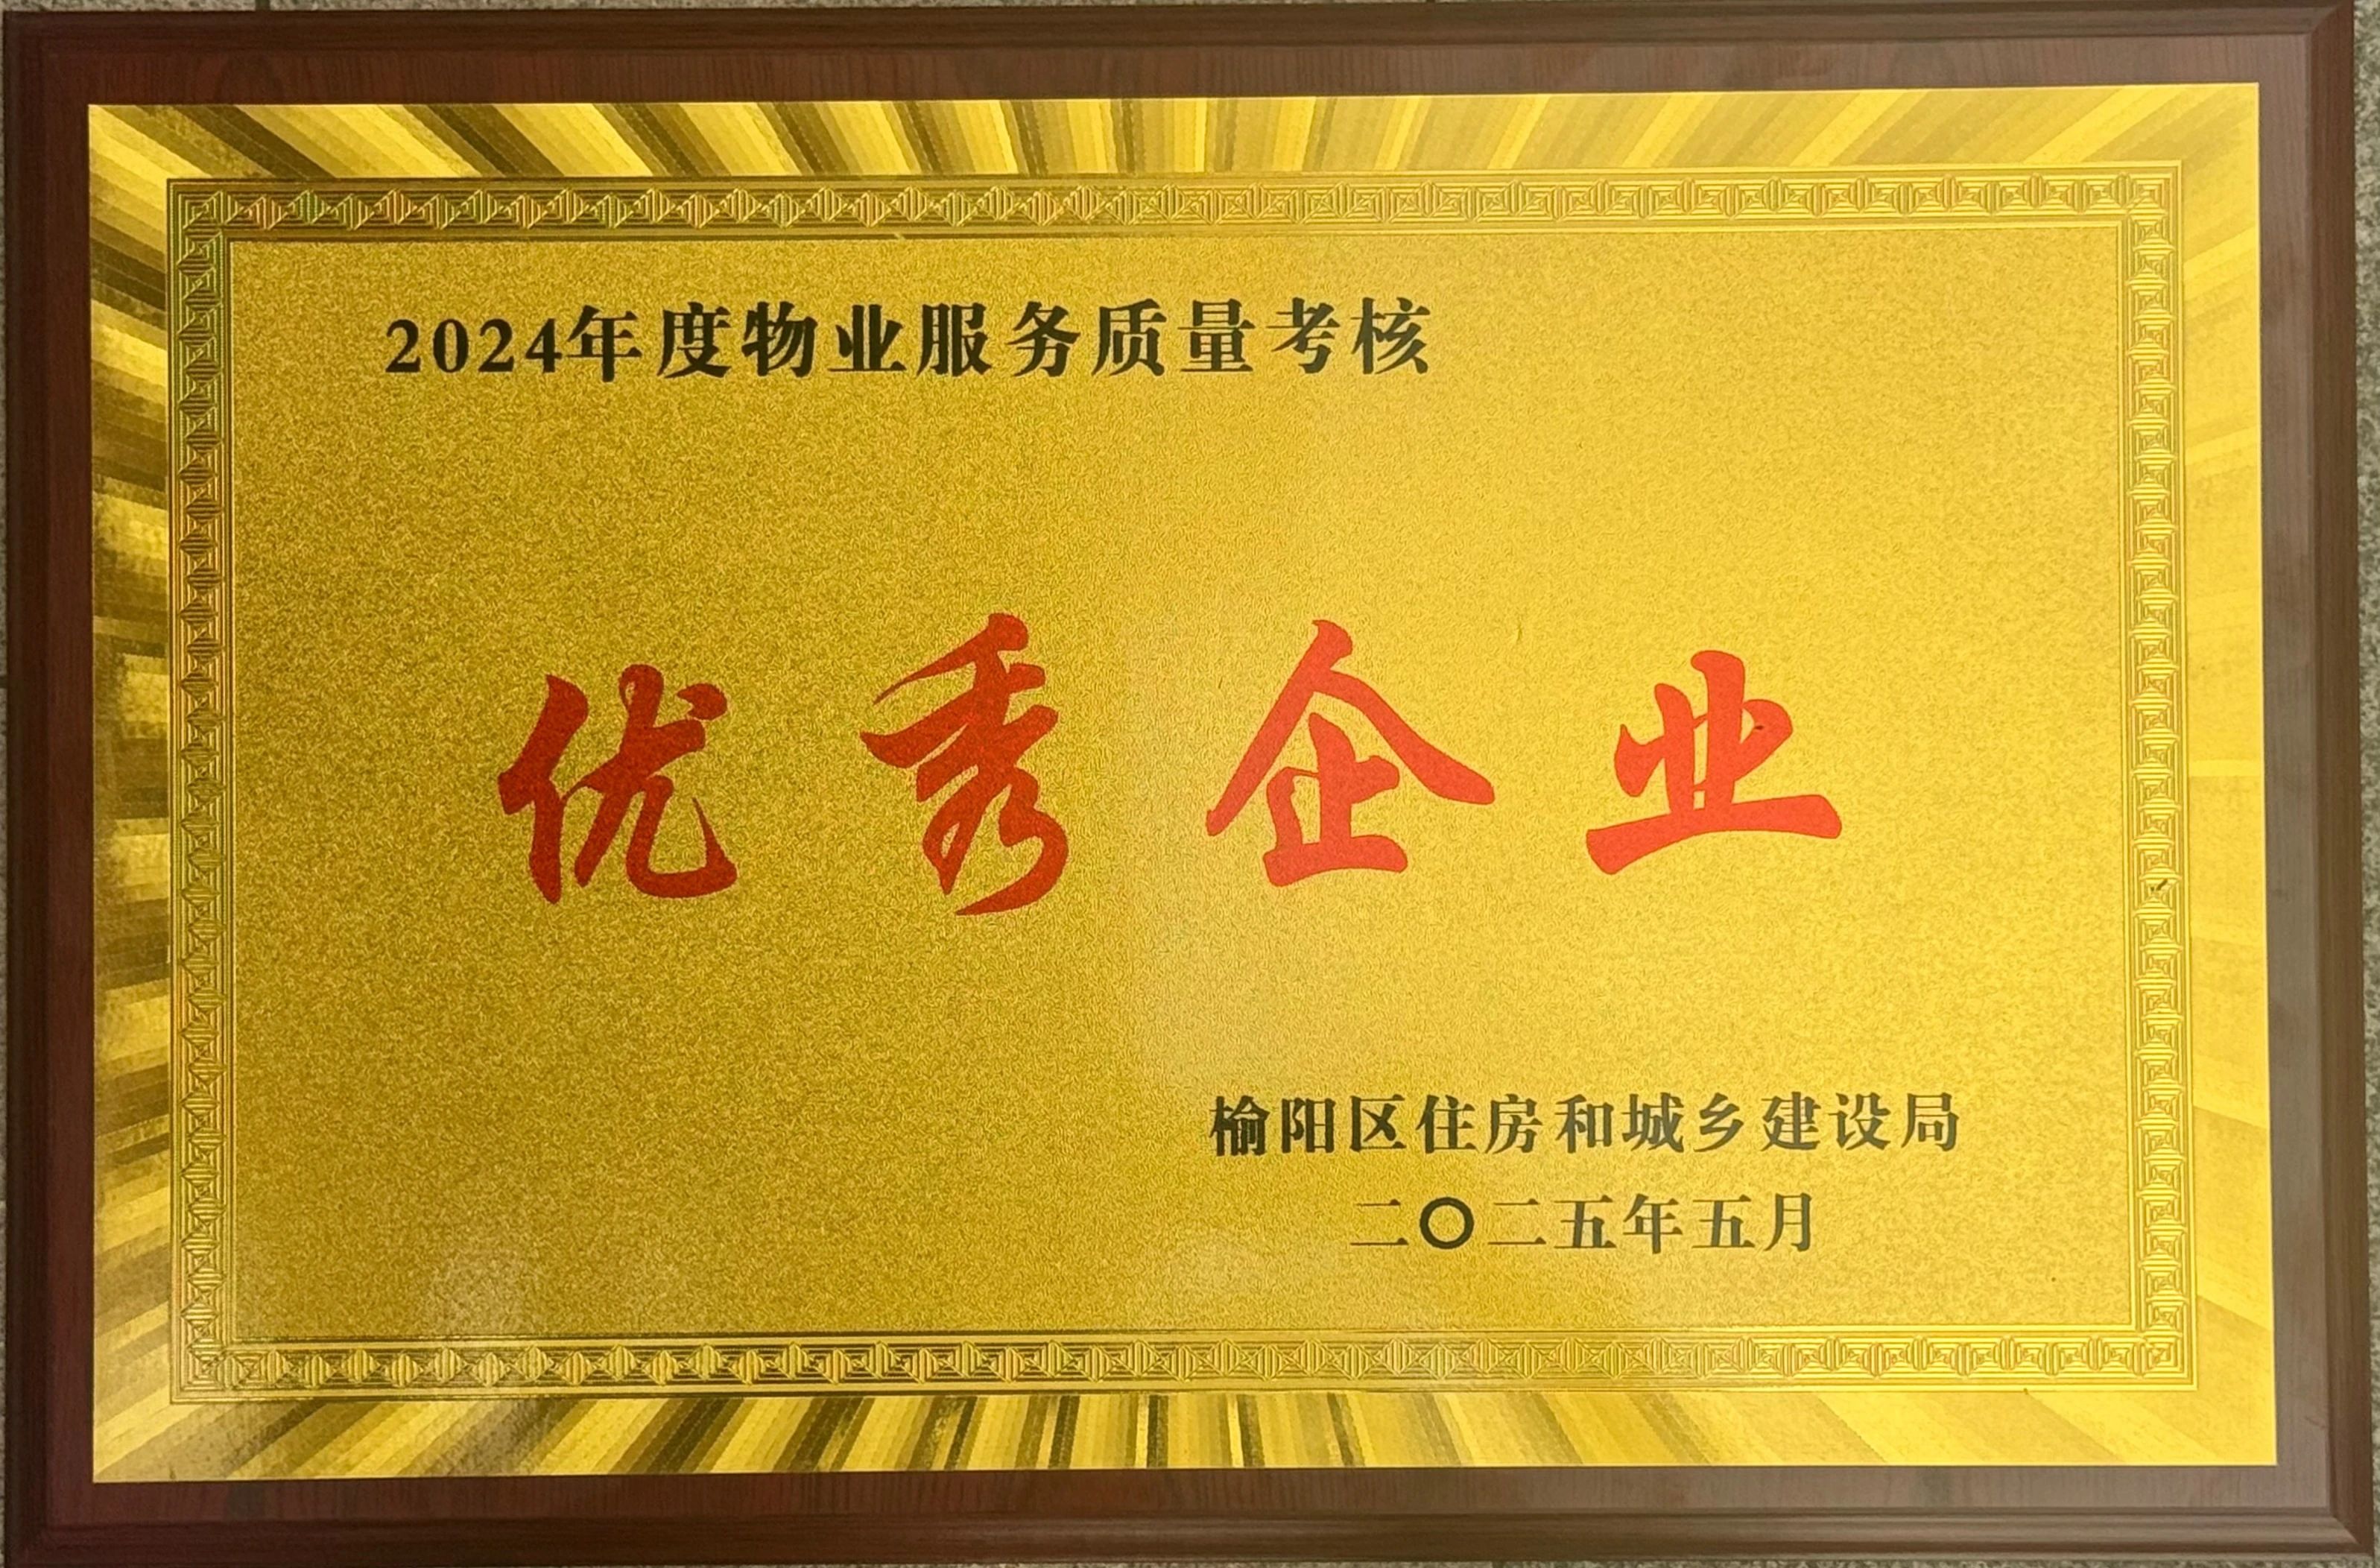 2024年度物业服务质量考核
优秀企业
榆阳区住房和城乡建设局
二〇二五年五月